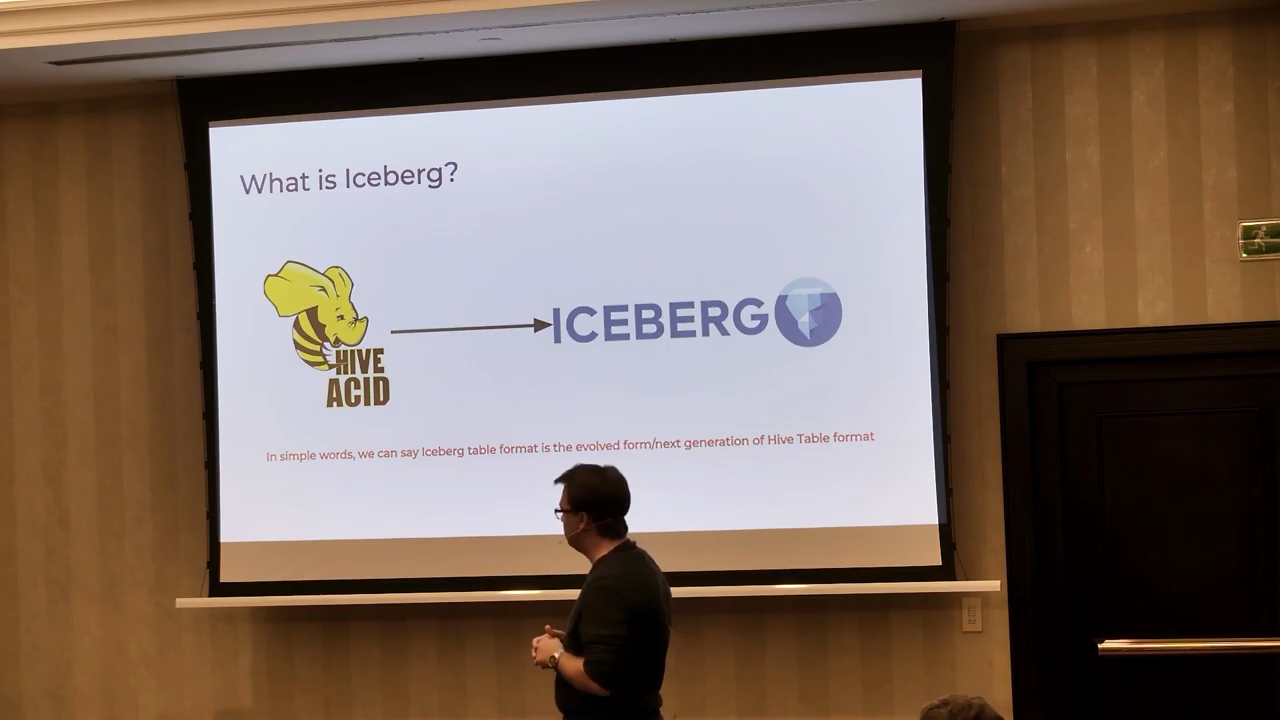 What is Iceberg?
HIVE
ACID
ICEBERG
In simple words, we can say Iceberg table format is the evolved form/next generation of Hive Table format